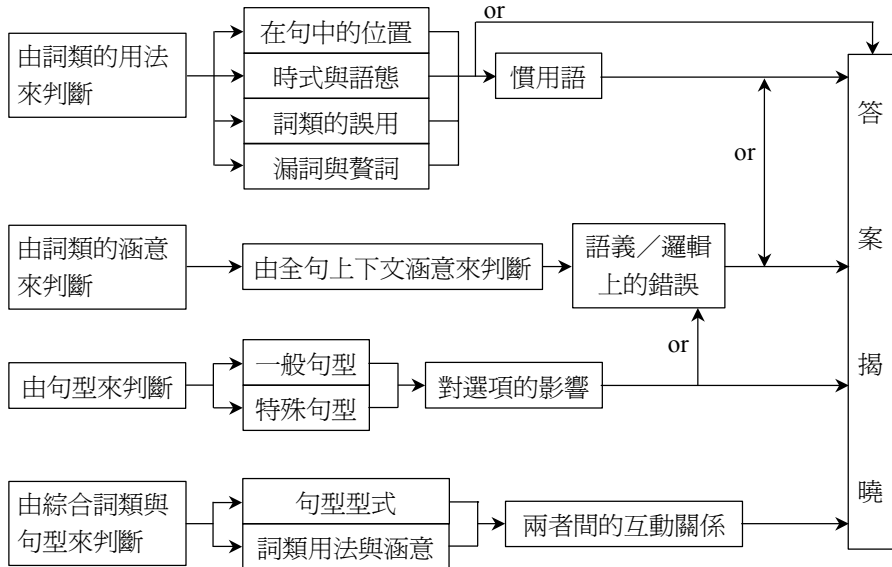 or
由詞類的用法
來判斷
在句中的位置
時式與語態
詞類的誤用
漏詞與贅詞
慣用語
or
由詞類的涵意
來判斷
由全句上下文涵意來判斷
語義／邏輯
上的錯誤
or
由句型來判斷
一般句型
特殊句型
對選項的影響
由綜合詞類與
句型來判斷
句型型式
詞類用法與涵意
兩者間的互動關係
答
案
揭
曉